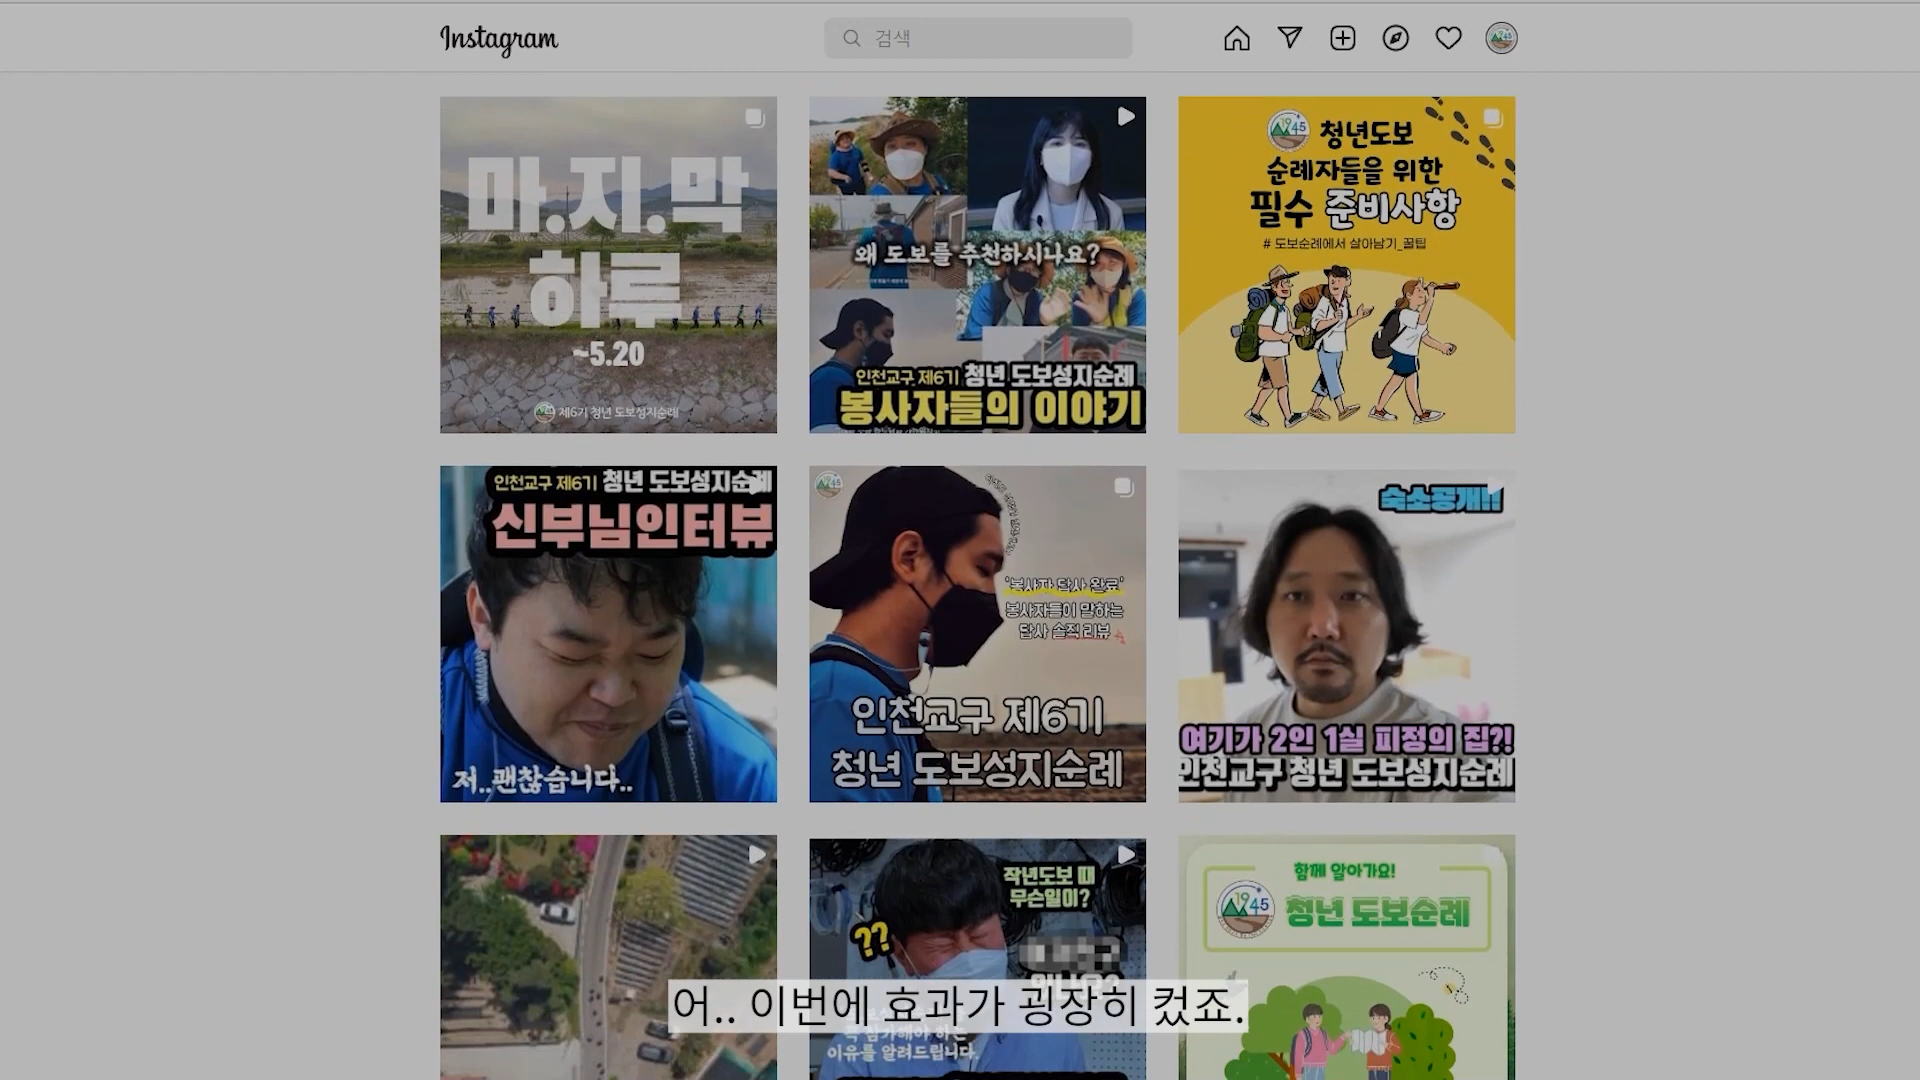 Instagram
검색
마.지.막
하루
~5.20
제6기 청년 도보성지순례
왜 도보를 추천하시나요?
인천교구 제6기 청년 도보성지순례
봉사자들의 이야기
1945
청년도보
순례자들을 위한
필수 준비사항
# 도보순례에서 살아남기_꿀팁
인천교구 제6기 청년 도보성지순례
신부님인터뷰
저..괜찮습니다..
'봉사자 답사 완료'
봉사자들이 말하는
답사 솔직 리뷰
인천교구 제6기
청년 도보성지순례
숙소공개!!
여기가 2인 1실 피정의 집?!
인천교구 청년 도보성지순례
작년도보 때
무슨일이?
??
이유를 알려드립니다.
함께 알아가요!
1945
청년 도보순례
어.. 이번에 효과가 굉장히 컸죠.